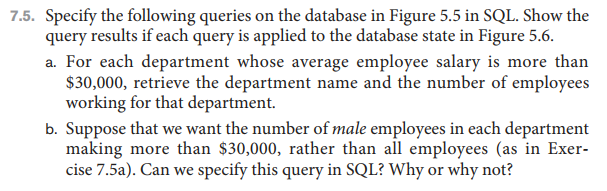 7.5. Specify the following queries on the database in Figure 5.5 in SQL. Show the
query results if each query is applied to the database state in Figure 5.6.
a. For each department whose average employee salary is more than
$30,000, retrieve the department name and the number of employees
working for that department.
b. Suppose that we want the number of male employees in each department
making more than $30,000, rather than all employees (as in Exer-
cise 7.5a). Can we specify this query in SQL? Why or why not?